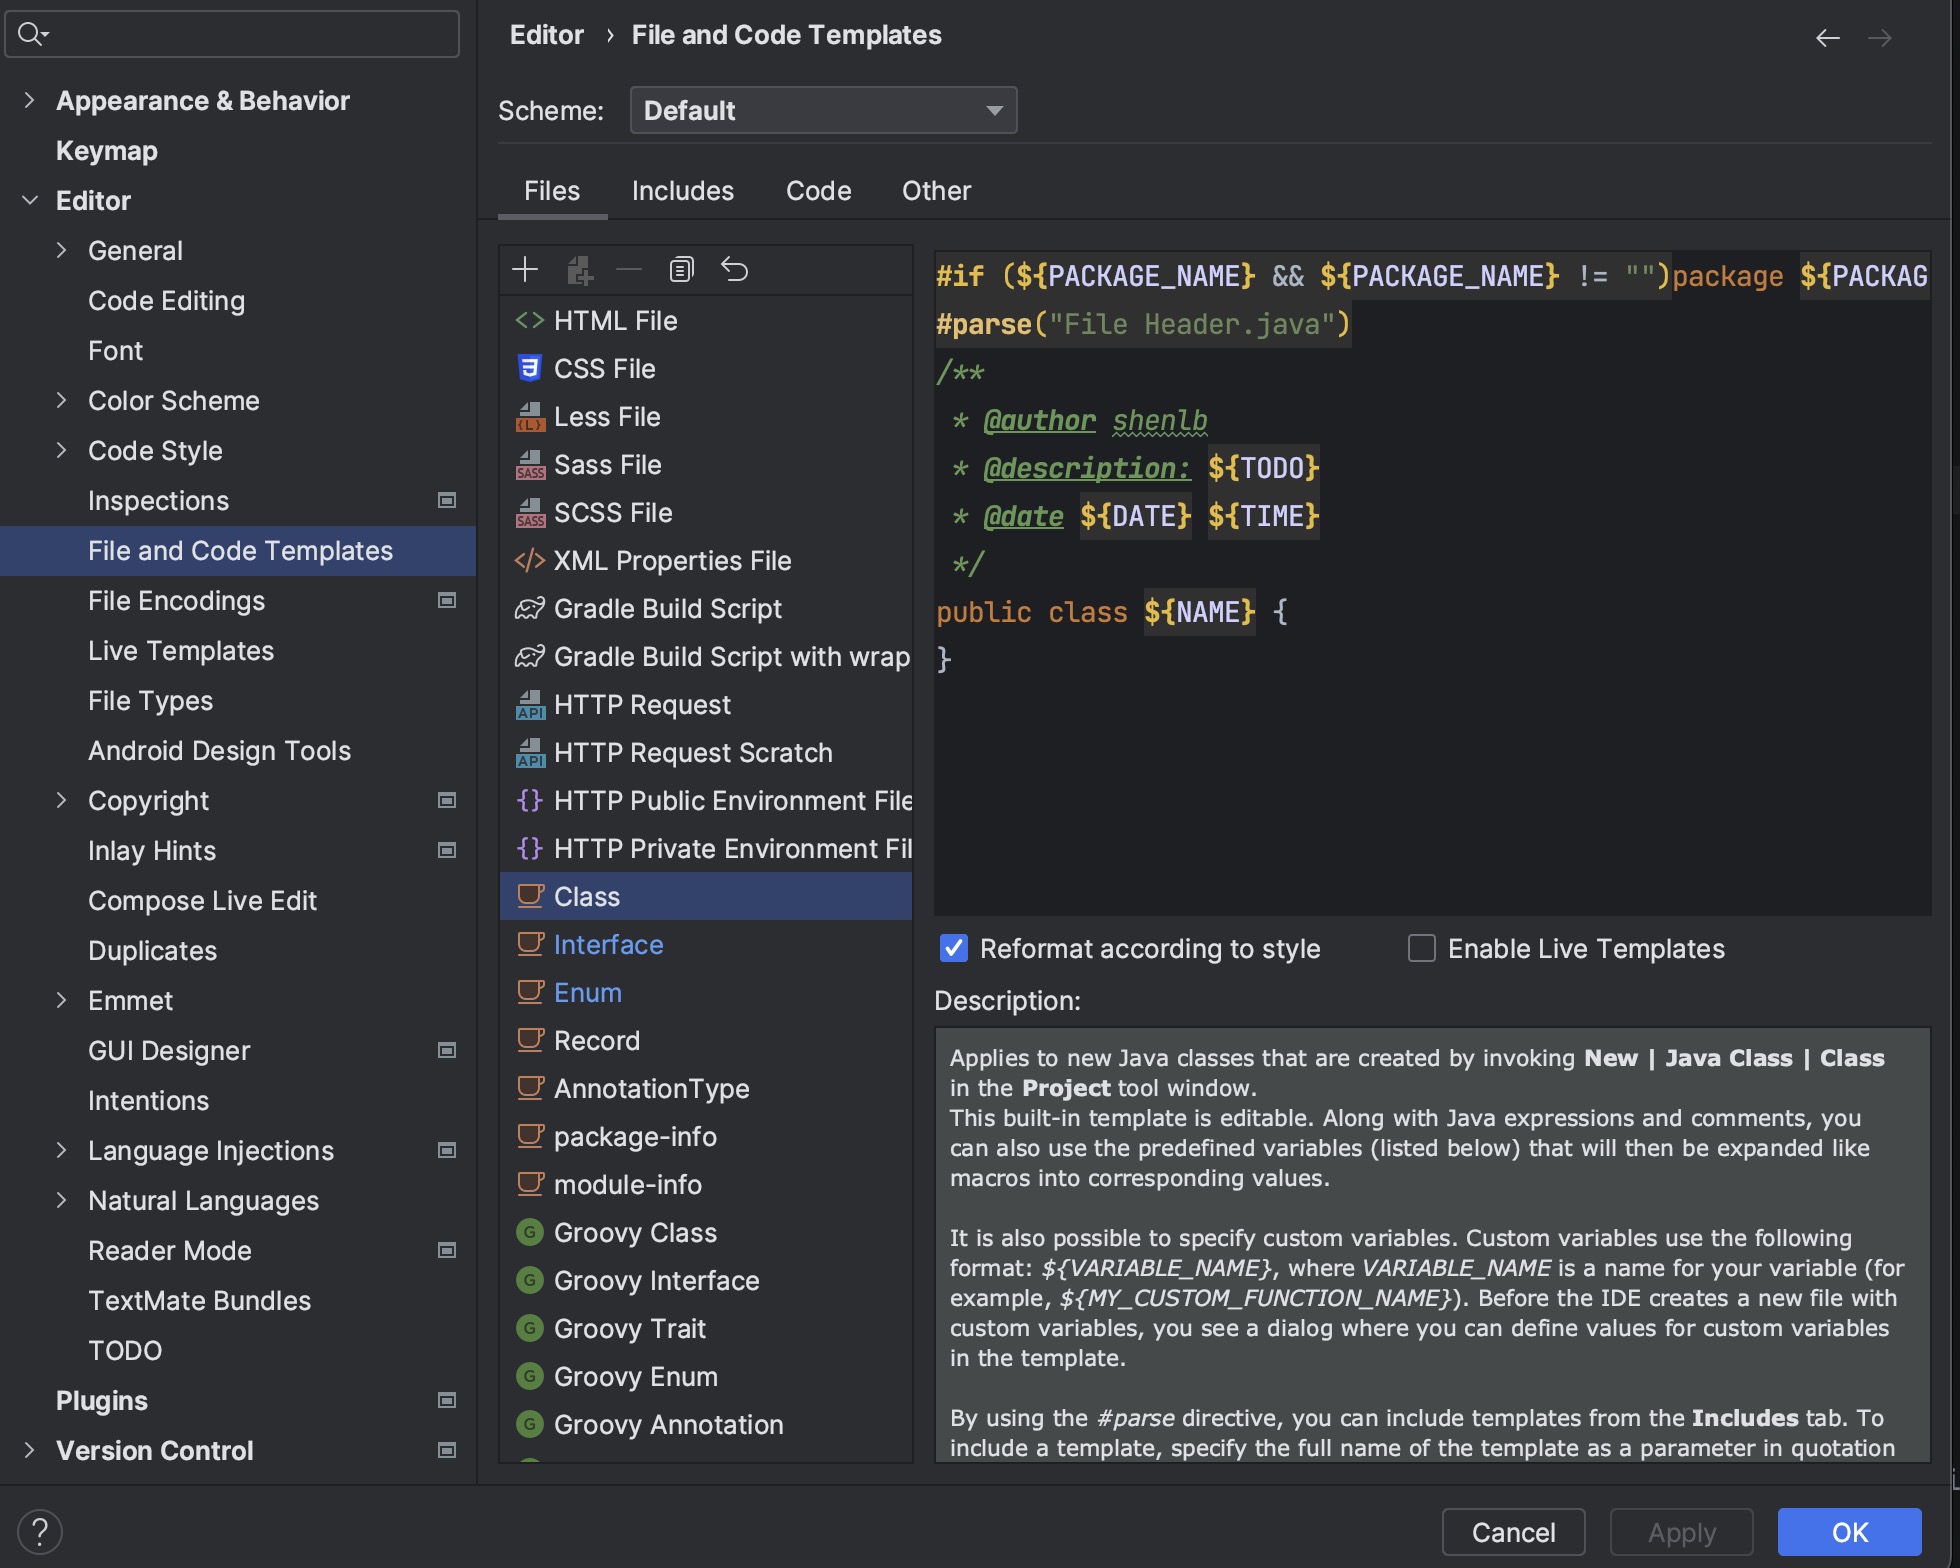 Appearance & Behavior
Keymap
Editor
General
Code Editing
Font
Color Scheme
Code Style
Inspections
File and Code Templates
File Encodings
Live Templates
File Types
Android Design Tools
Copyright
Inlay Hints
Compose Live Edit
Duplicates
Emmet
GUI Designer
Intentions
Language Injections
Natural Languages
Reader Mode
TextMate Bundles
TODO
Plugins
Version Control
?
Editor › File and Code Templates
Scheme: Default
Files Includes Code Other
HTML File
CSS File
Less File
Sass File
SCSS File
XML Properties File
Gradle Build Script
Gradle Build Script with wrap
HTTP Request
HTTP Request Scratch
HTTP Public Environment File
HTTP Private Environment Fil
Class
Interface
Enum
Record
AnnotationType
package-info
module-info
Groovy Class
Groovy Interface
Groovy Trait
Groovy Enum
Groovy Annotation
#if (${PACKAGE_NAME} && ${PACKAGE_NAME} != "")package ${PACKAG
#parse("File Header.java")
/**
* @author shenlb
* @description: ${TODO}
* @date ${DATE} ${TIME}
*/
public class ${NAME} {
}
Reformat according to style Enable Live Templates
Description:
Applies to new Java classes that are created by invoking New | Java Class | Class
in the Project tool window.
This built-in template is editable. Along with Java expressions and comments, you
can also use the predefined variables (listed below) that will then be expanded like
macros into corresponding values.
It is also possible to specify custom variables. Custom variables use the following
format: ${VARIABLE_NAME}, where VARIABLE_NAME is a name for your variable (for
example, ${MY_CUSTOM_FUNCTION_NAME}). Before the IDE creates a new file with
custom variables, you see a dialog where you can define values for custom variables
in the template.
By using the #parse directive, you can include templates from the Includes tab. To
include a template, specify the full name of the template as a parameter in quotation
Cancel Apply OK